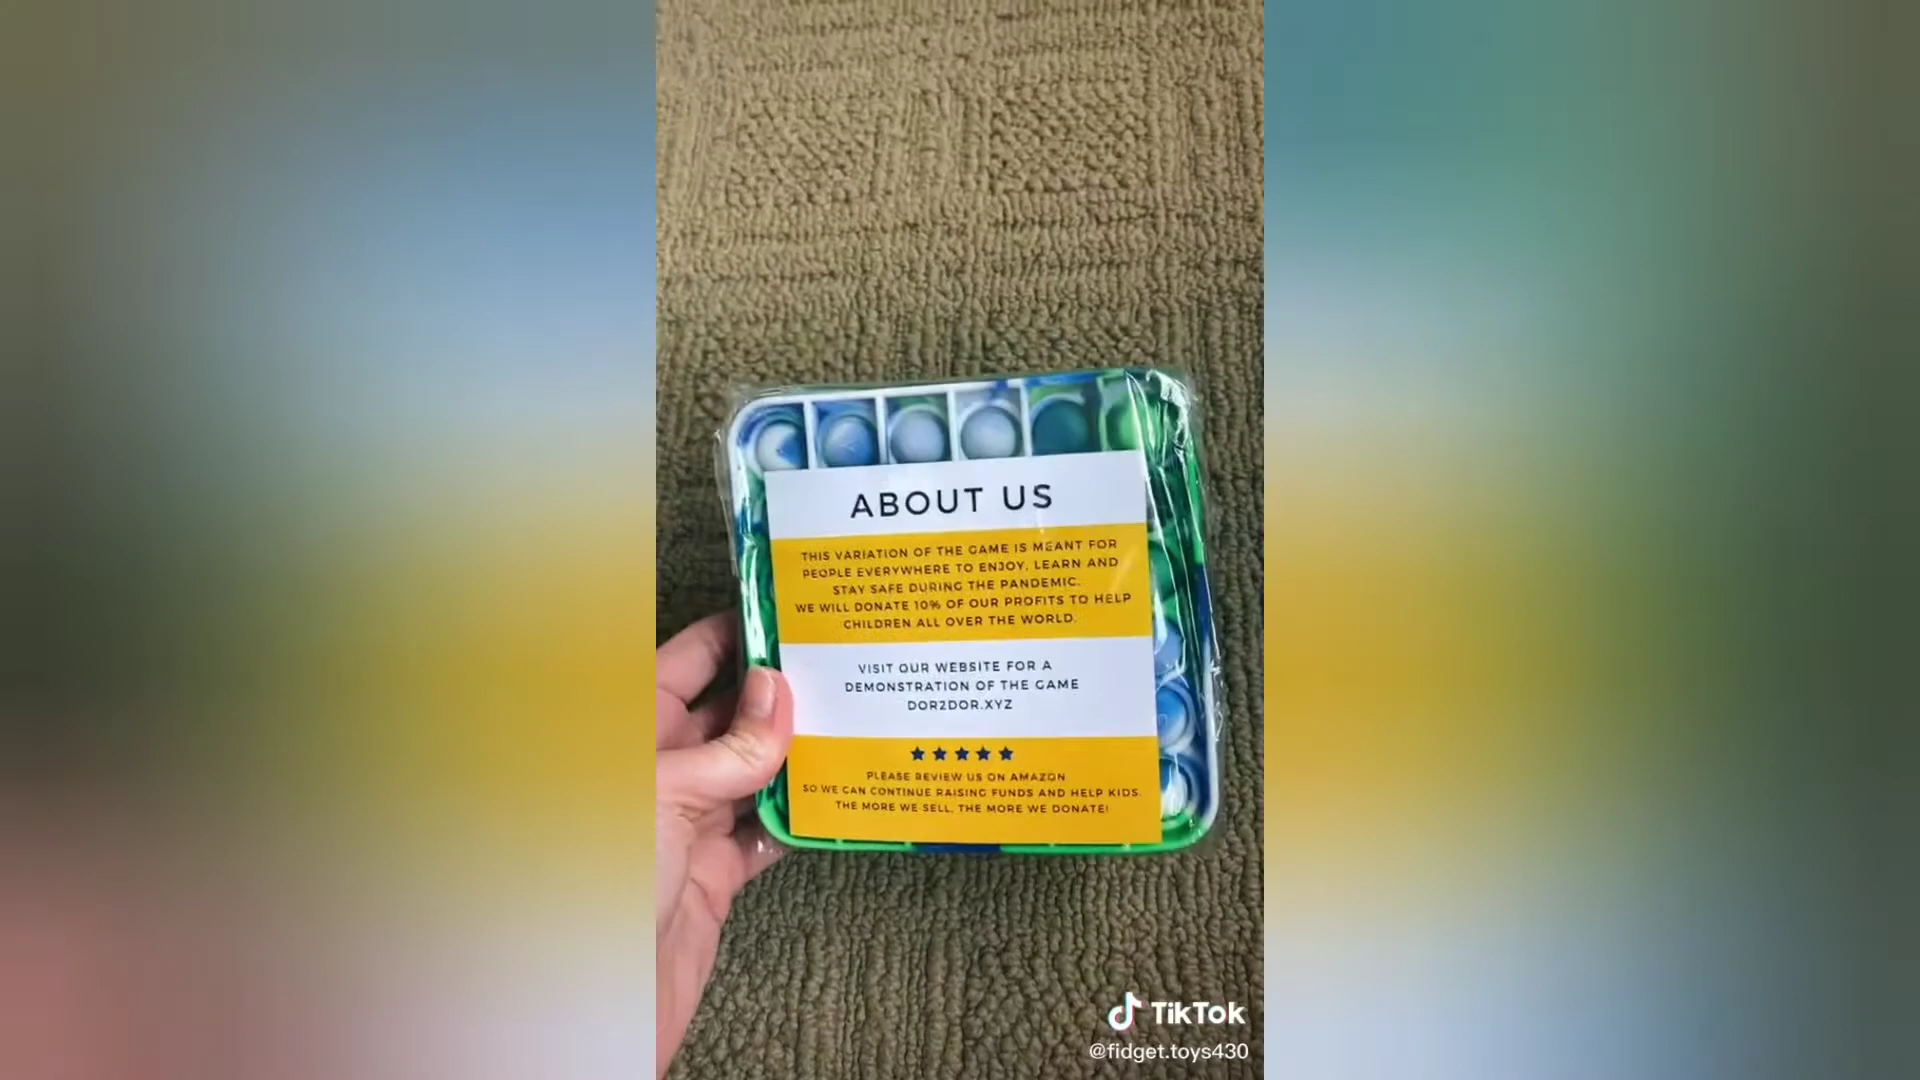 ABOUT US
THIS VARIATION OF THE GAME IS MEANT FOR
PEOPLE EVERYWHERE TO ENJOY, LEARN AND
STAY SAFE DURING THE PANDEMIC.
WE WILL DONATE 10% OF OUR PROFITS TO HELP
CHILDREN ALL OVER THE WORLD.
VISIT OUR WEBSITE FOR A
DEMONSTRATION OF THE GAME
DOR2DOR.XYZ
PLEASE REVIEW US ON AMAZON
SO WE CAN CONTINUE RAISING FUNDS AND HELP KIDS.
THE MORE WE SELL, THE MORE WE DONATE!
TikTok
@fidget.toys430